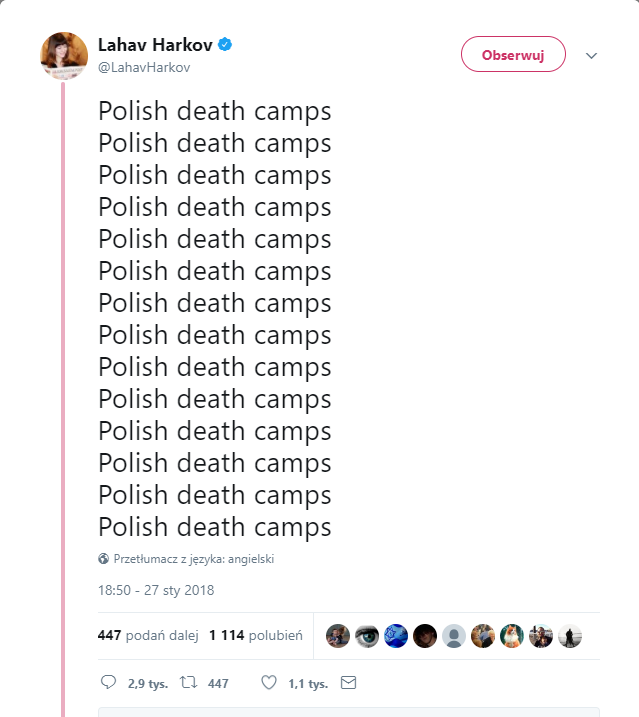 Lahav Harkov
@LahavHarkov
Obserwuj
Polish death camps
Polish death camps
Polish death camps
Polish death camps
Polish death camps
Polish death camps
Polish death camps
Polish death camps
Polish death camps
Polish death camps
Polish death camps
Polish death camps
Polish death camps
Polish death camps
Przetłumacz z języka: angielski
18:50 - 27 sty 2018
447 podań dalej 1 114 polubień
2,9 tys. 447 1,1 tys.